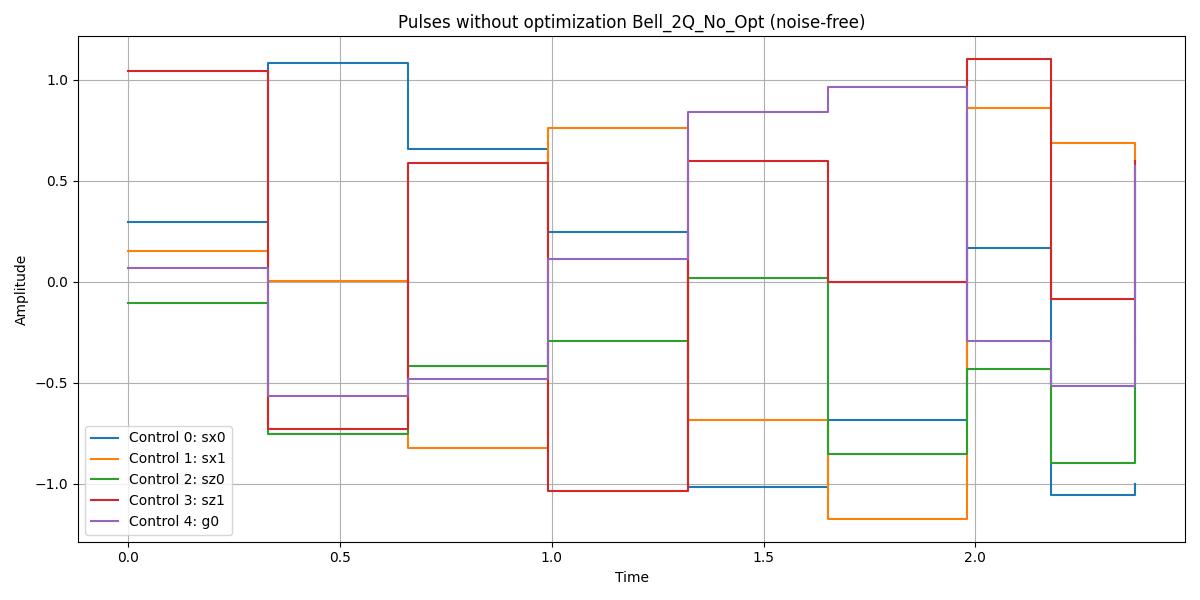 Pulses without optimization Bell_2Q_No_Opt (noise-free)
Amplitude
1.0
0.5
0.0
−0.5
−1.0
Control 0: sx0
Control 1: sx1
Control 2: sz0
Control 3: sz1
Control 4: g0
0.0 0.5 1.0 1.5 2.0
Time